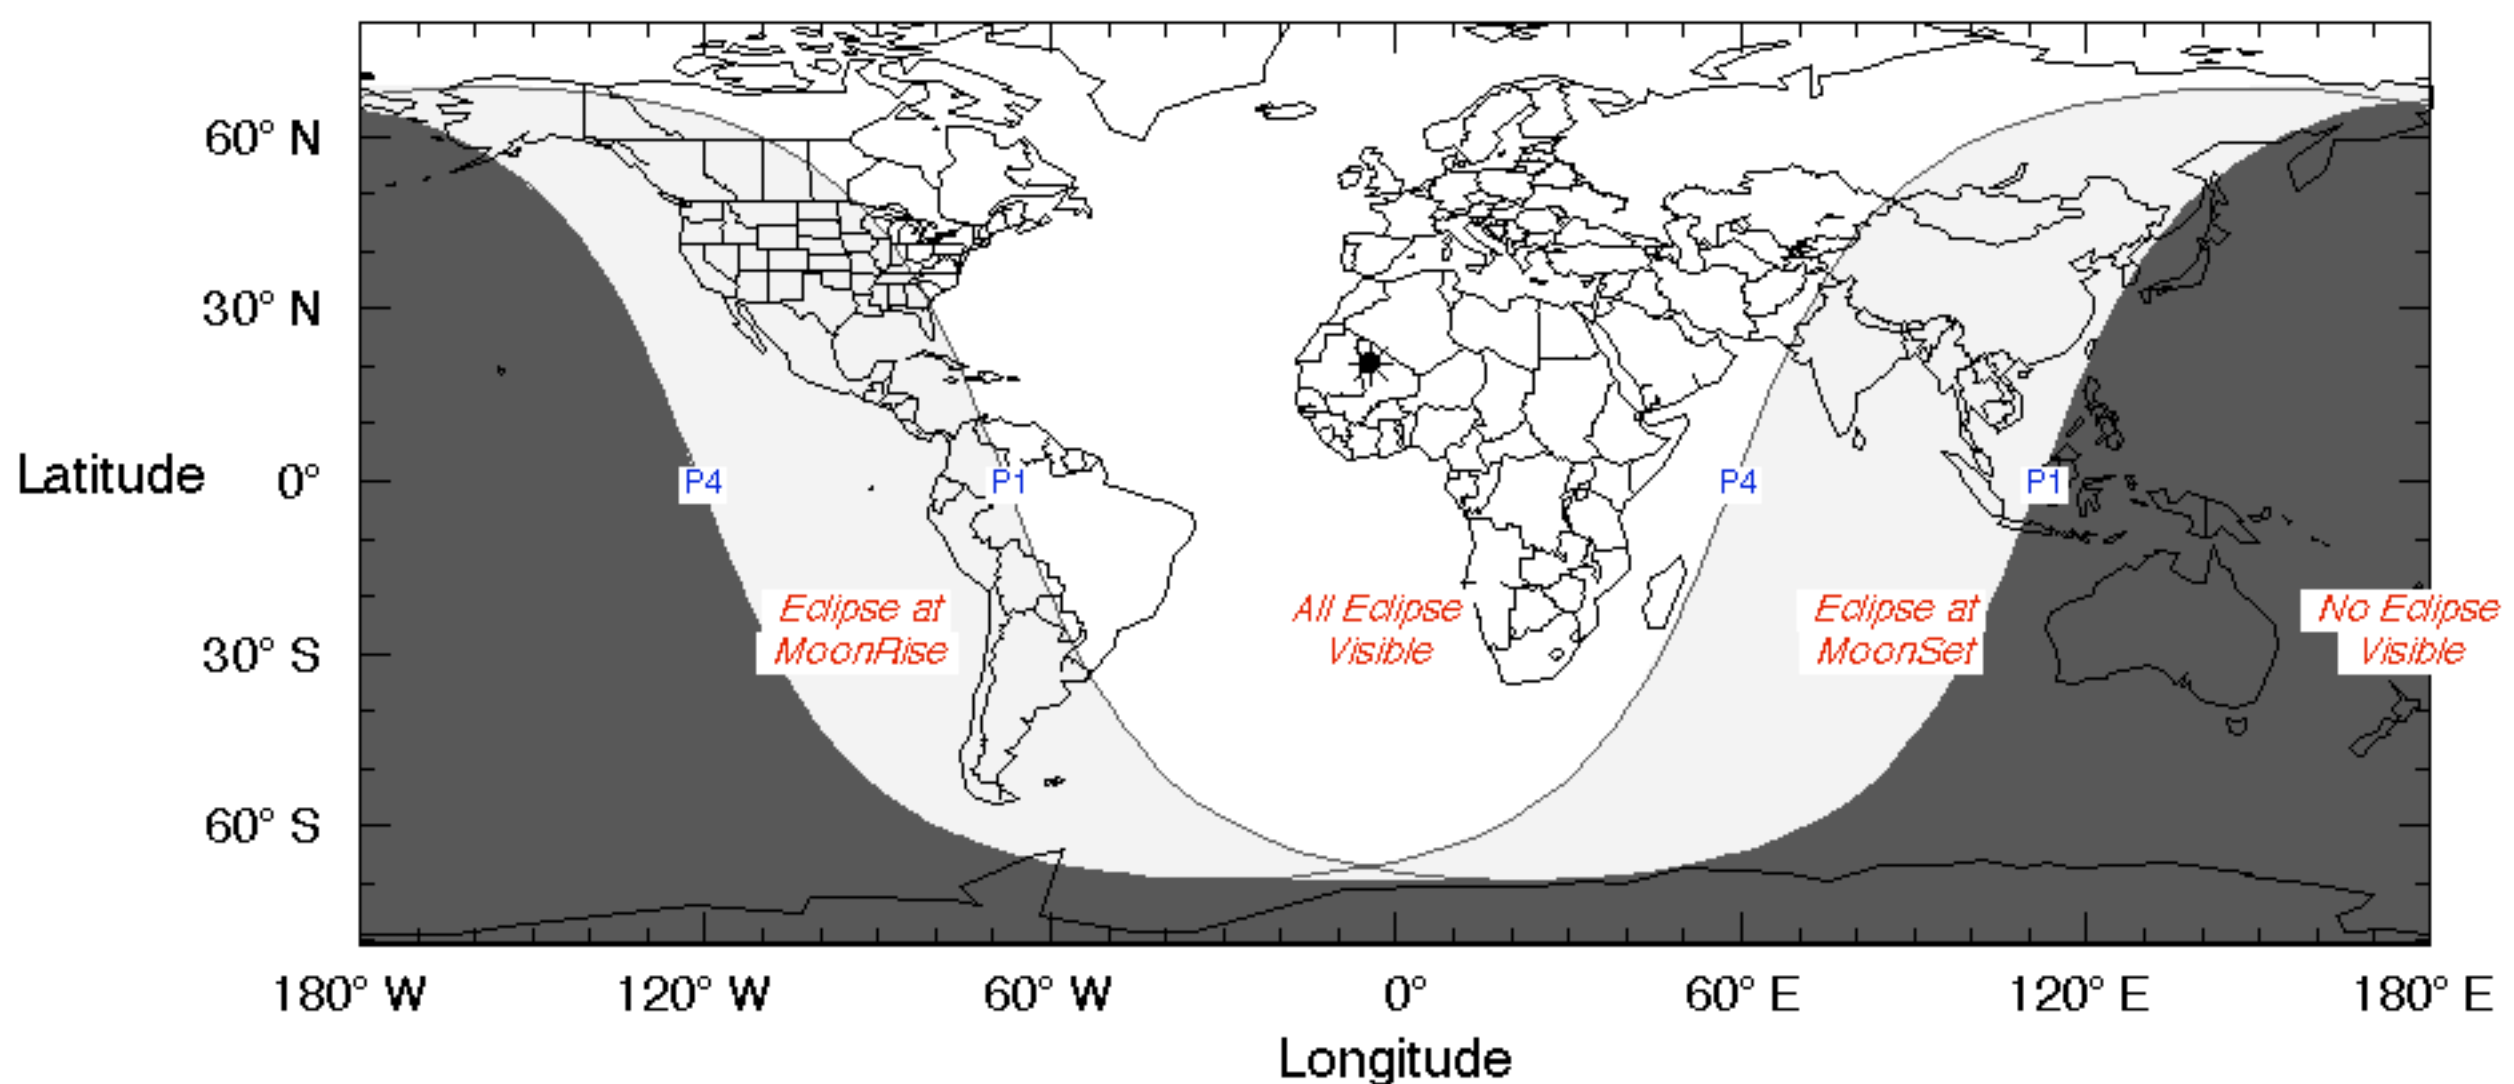 60° N
30° N
Latitude 0°
P4 P1 P4 P1
Eclipse at MoonRise
All Eclipse Visible
Eclipse at MoonSet
No Eclipse Visible
30° S
60° S
180° W 120° W 60° W 0° 60° E 120° E 180° E
Longitude